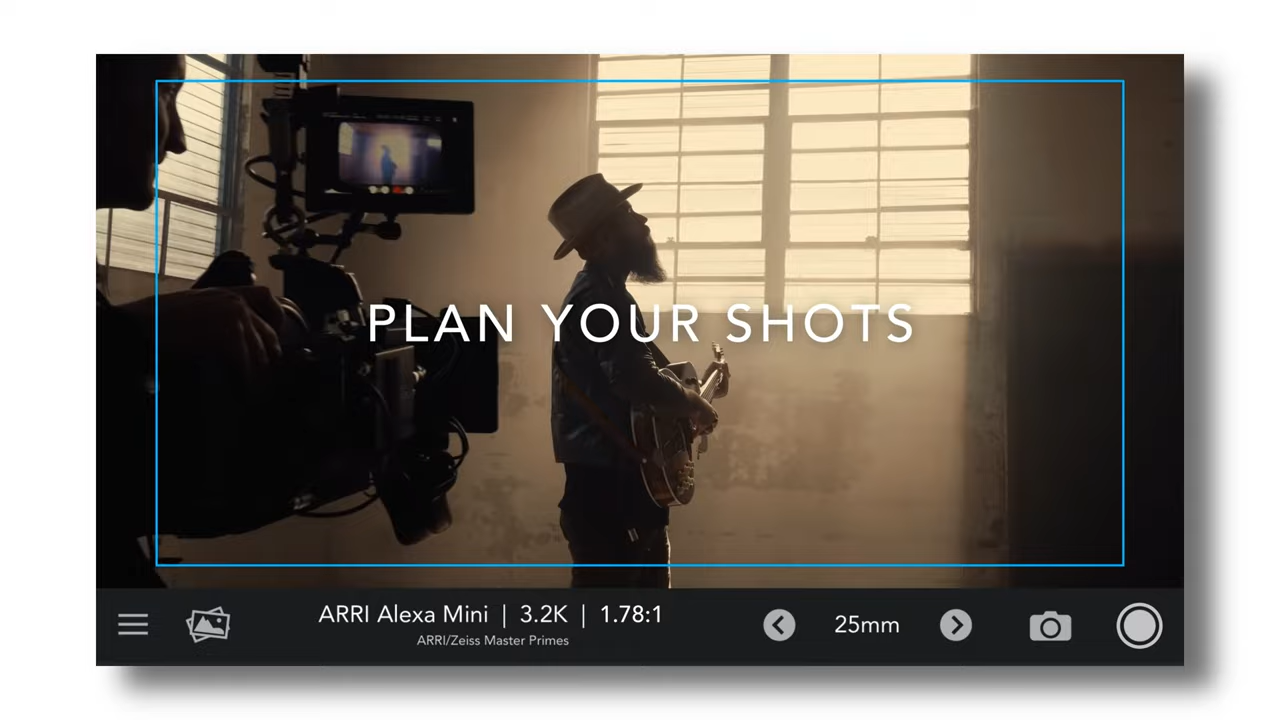 PLAN YOUR SHOTS
ARRI Alexa Mini | 3.2K | 1.78:1
ARRI/Zeiss Master Primes
25mm